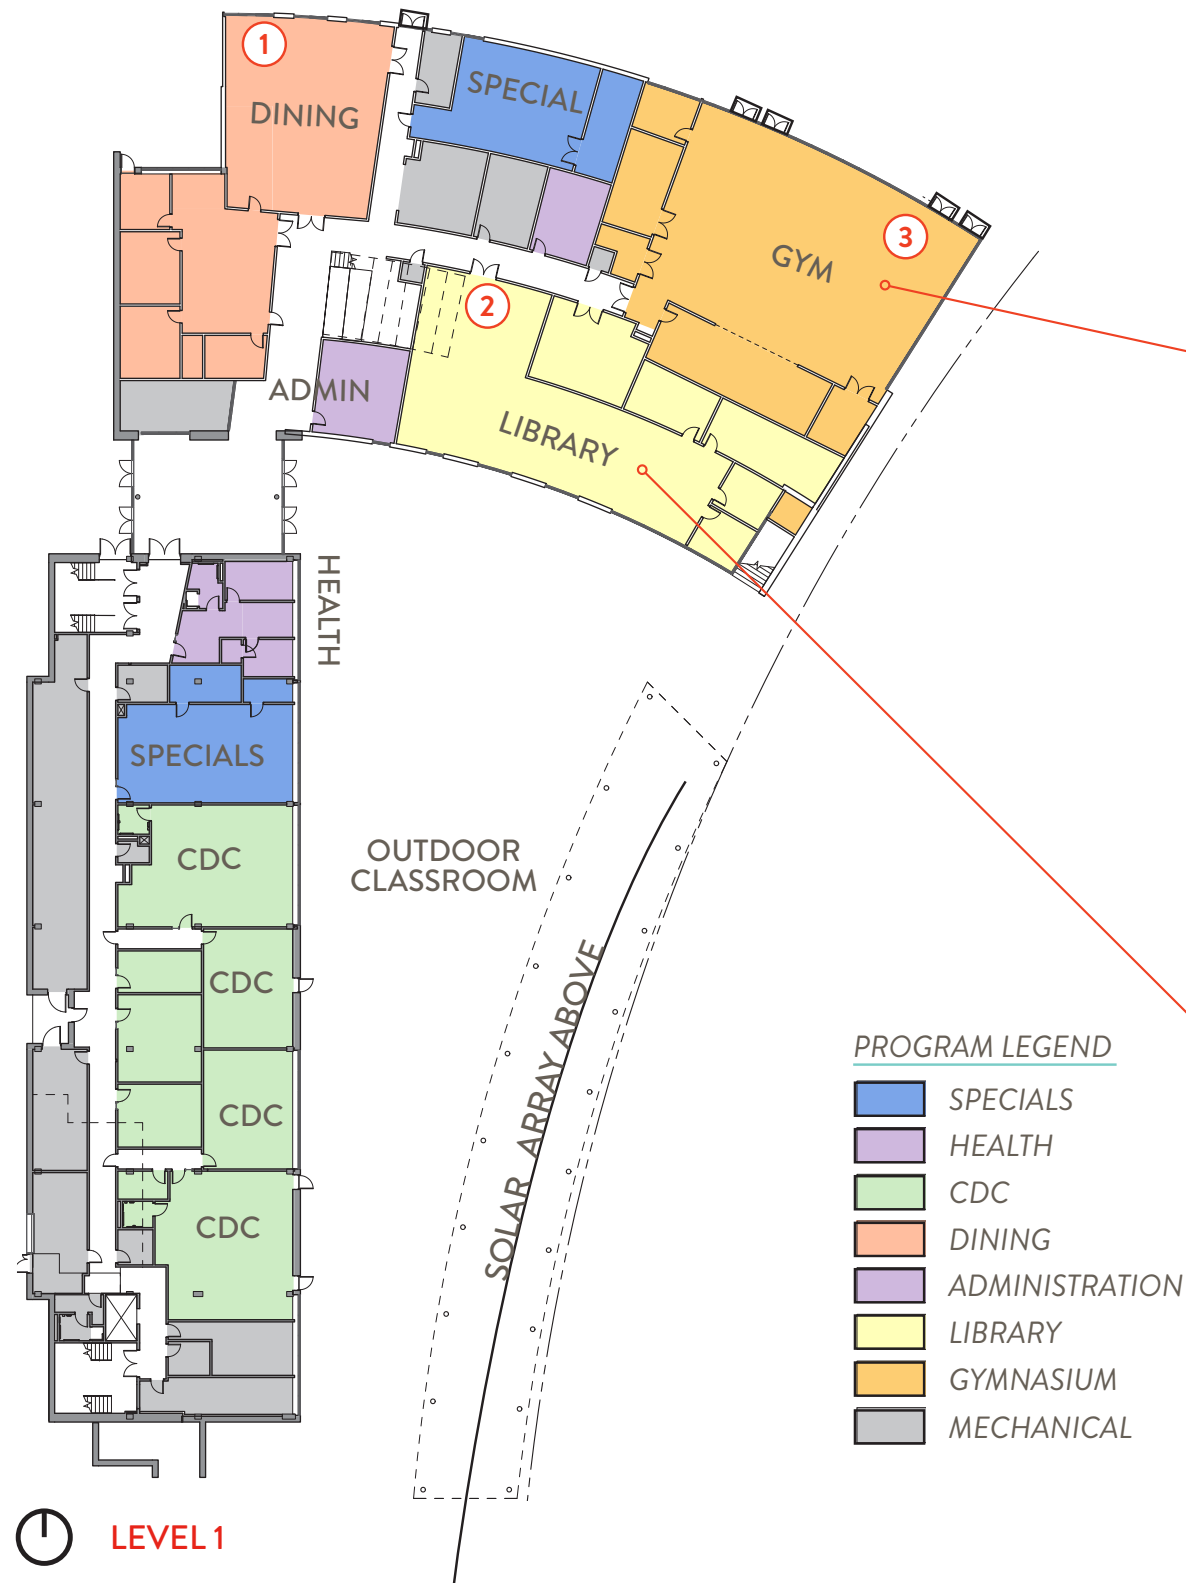 1
DINING
SPECIAL
3
GYM
2
ADMIN
LIBRARY
HEALTH
SPECIALS
CDC
OUTDOOR
CLASSROOM
CDC
SOLAR ARRAY ABOVE
CDC
CDC
PROGRAM LEGEND
SPECIALS
HEALTH
CDC
DINING
ADMINISTRATION
LIBRARY
GYMNASIUM
MECHANICAL
LEVEL 1